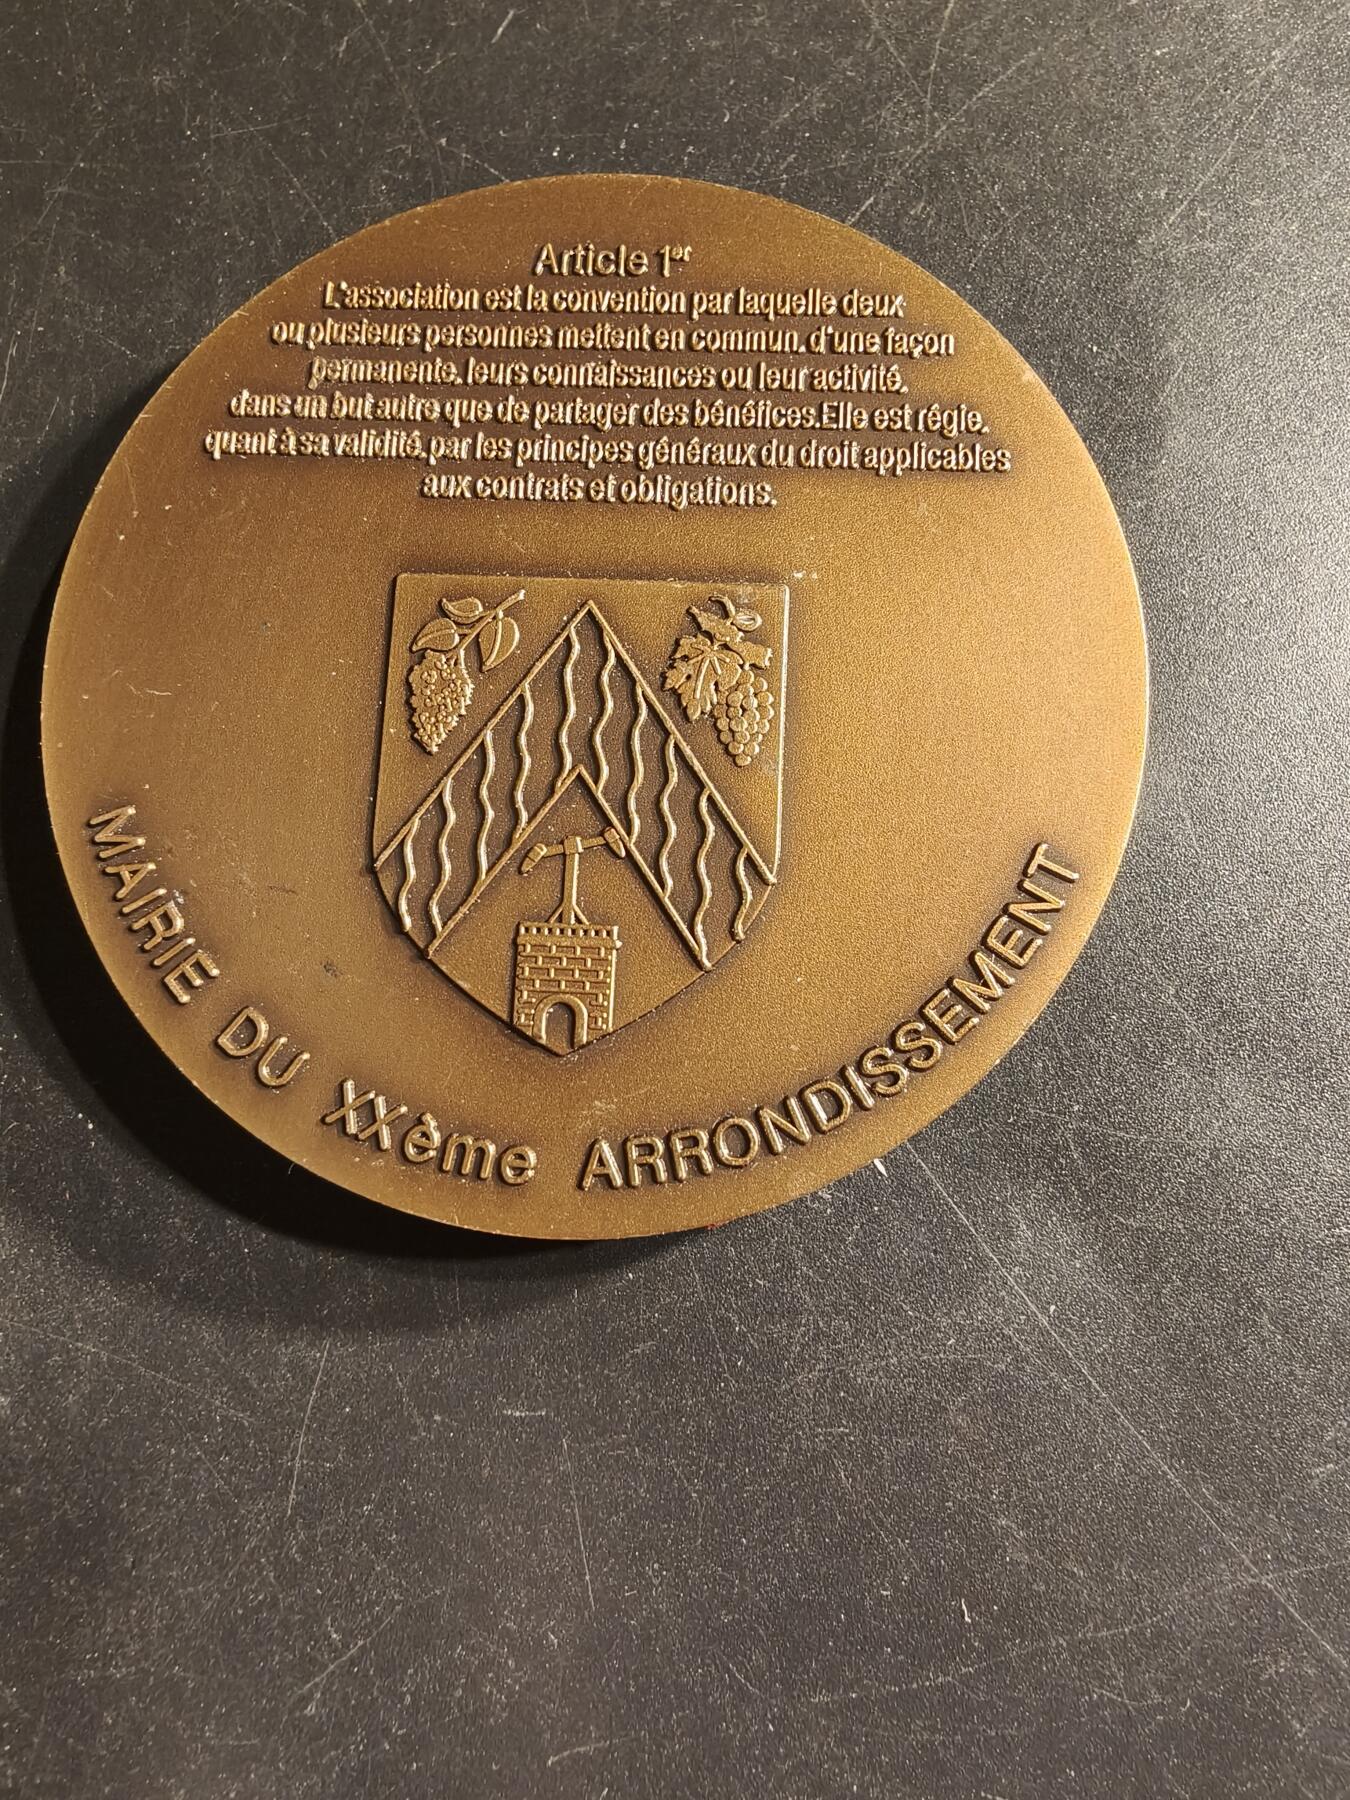 Article 1er
L'association est la convention par laquelle deux
ou plusieurs personnes mettent en commun, d'une façon
permanente, leurs connaissances ou leur activité,
dans un but autre que de partager des bénéfices. Elle est régie,
quant à sa validité, par les principes généraux du droit applicables
aux contrats et obligations.
MAIRIE DU XXème ARRONDISSEMENT